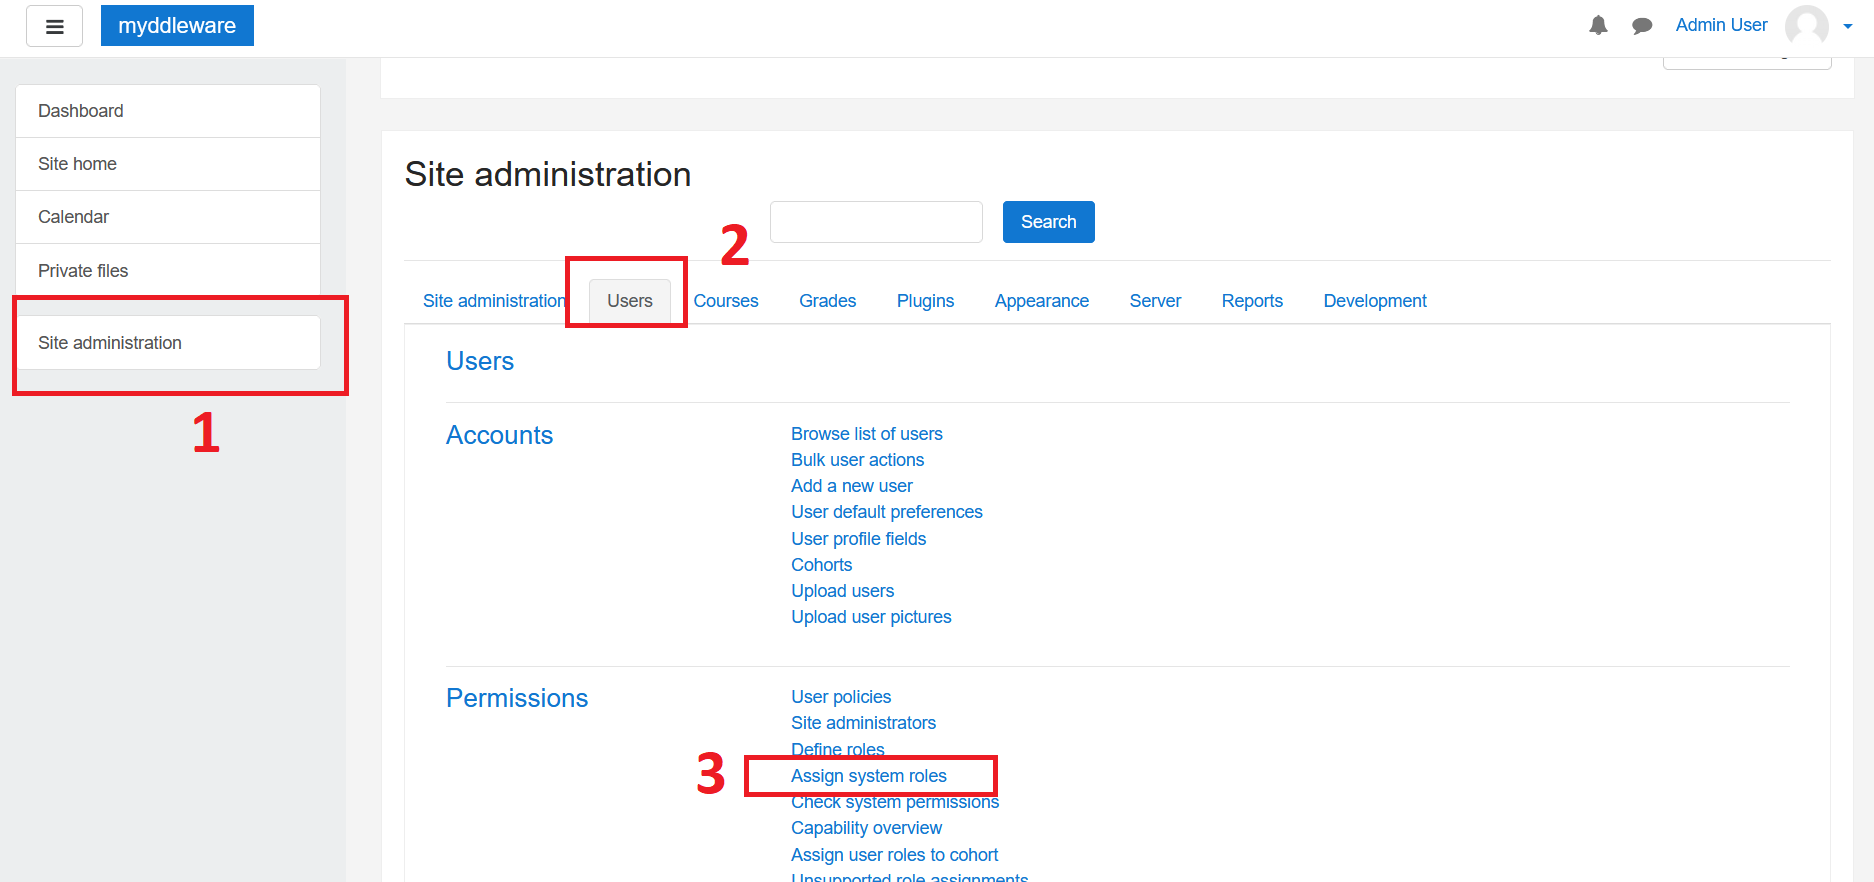 myddleware
Admin User
Dashboard
Site home
Calendar
Private files
Site administration
1
Site administration
Search
2
Site administration Users Courses Grades Plugins Appearance Server Reports Development
Users
Accounts
Browse list of users
Bulk user actions
Add a new user
User default preferences
User profile fields
Cohorts
Upload users
Upload user pictures
Permissions
User policies
Site administrators
Define roles
3
Assign system roles
Check system permissions
Capability overview
Assign user roles to cohort
Unsupported role assignments